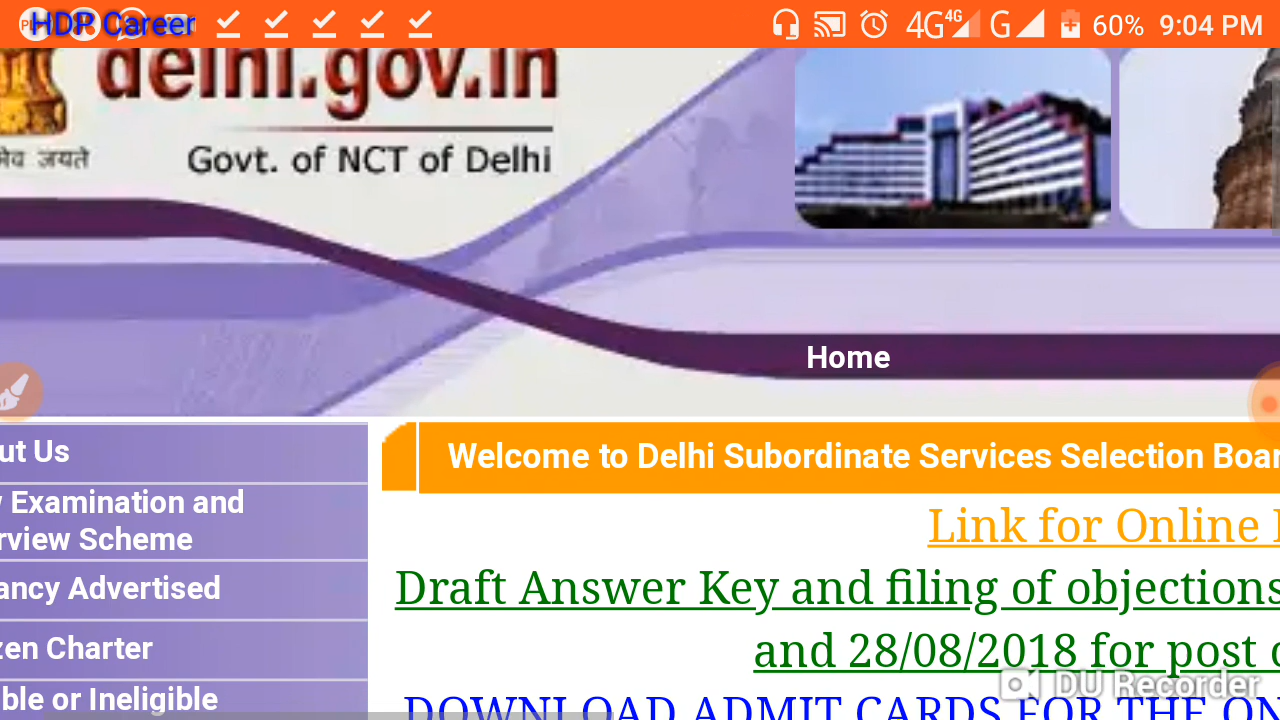 HDP Career
4G 4G G 60% 9:04 PM
delhi.gov.in
मेव जयते
Govt. of NCT of Delhi
Home
ut Us
Welcome to Delhi Subordinate Services Selection Boar
Examination and
rview Scheme
Link for Online
ancy Advertised
Draft Answer Key and filing of objections
zen Charter
and 28/08/2018 for post
ble or Ineligible
DOWNLOAD ADMIT CARDS FOR THE ON
DU Recorder